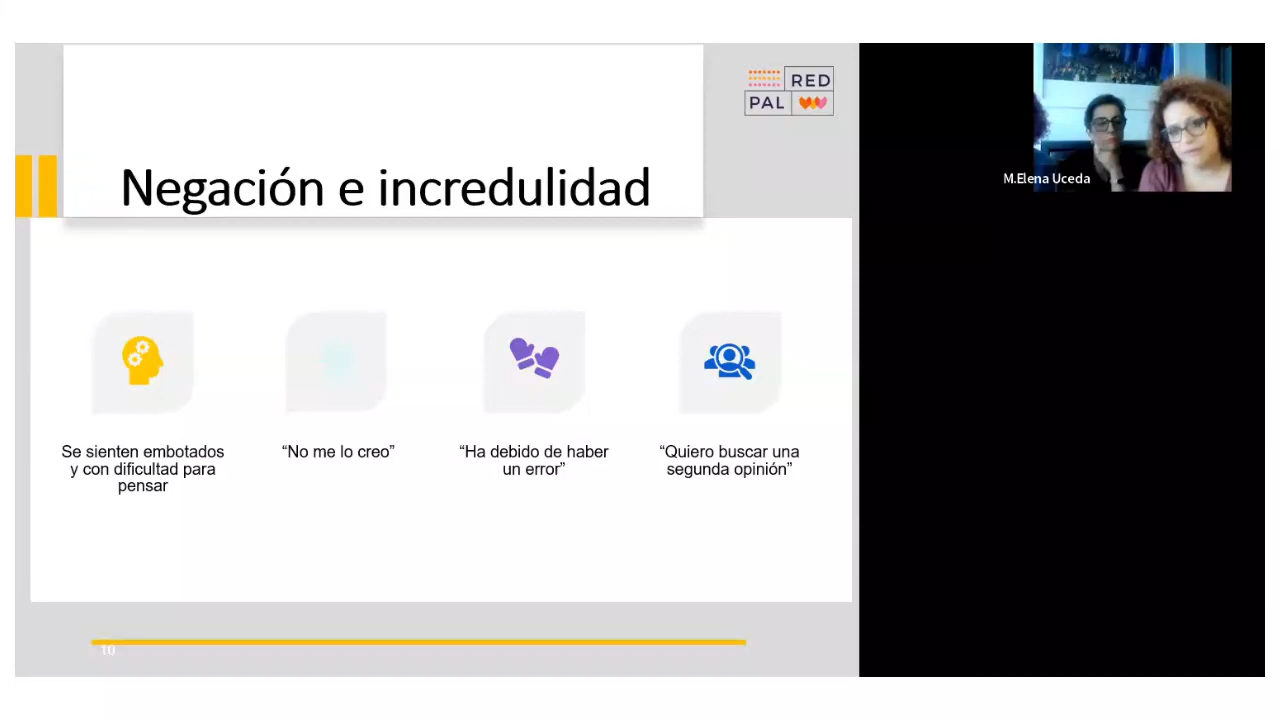 RED
PAL
Negación e incredulidad
M.Elena Uceda
Se sienten embotados
y con dificultad para
pensar
“No me lo creo”
“Ha debido de haber
un error”
“Quiero buscar una
segunda opinión”
10